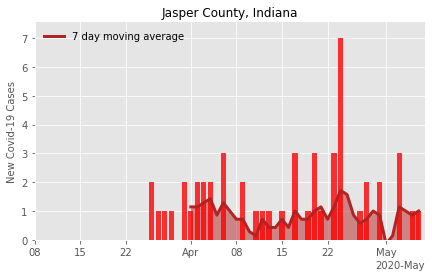 Jasper County, Indiana
7 day moving average
New Covid-19 Cases
7
6
5
4
3
2
1
0
08 15 22 Apr 08 15 22 May
2020-May